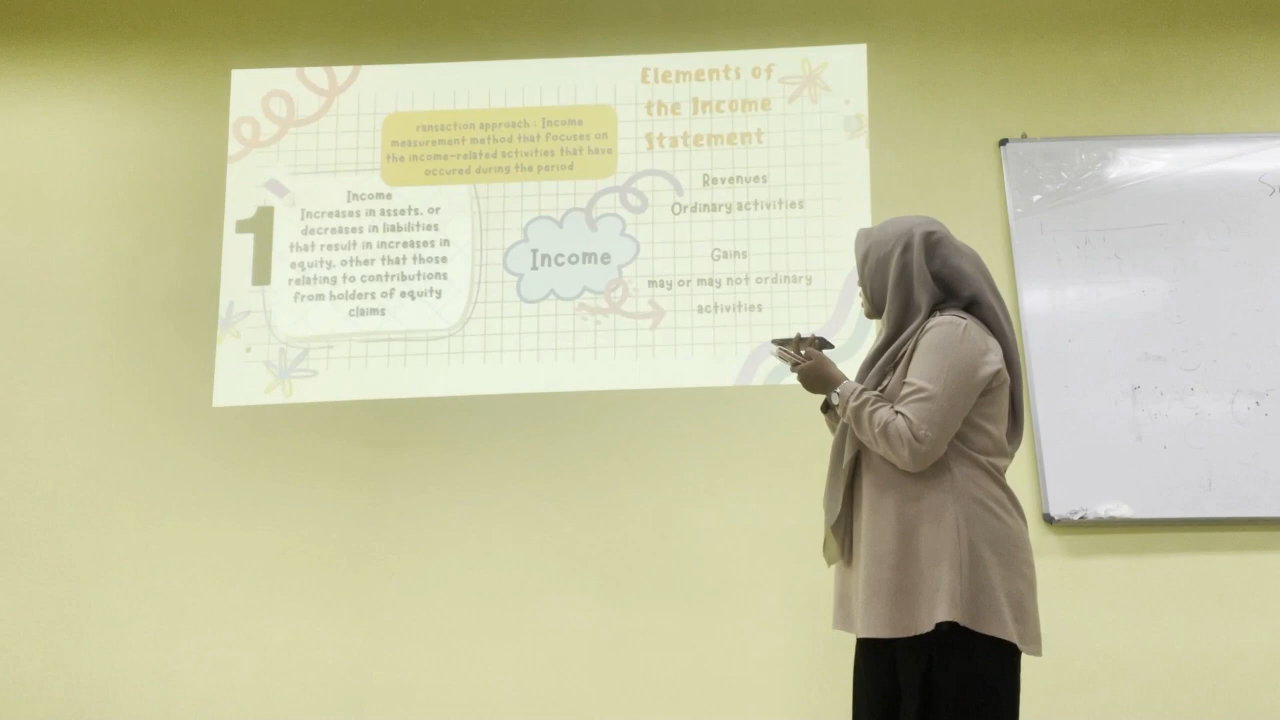 Elements of
the Income
Statement
ransaction approach : Income
measurement method that focuses on
the income-related activities that have
occured during the period
1
Income
Increases in assets, or
decreases in liabilities
that result in increases in
equity, other that those
relating to contributions
from holders of equity
claims
Income
Revenues
Ordinary activities
Gains
may or may not ordinary
activities